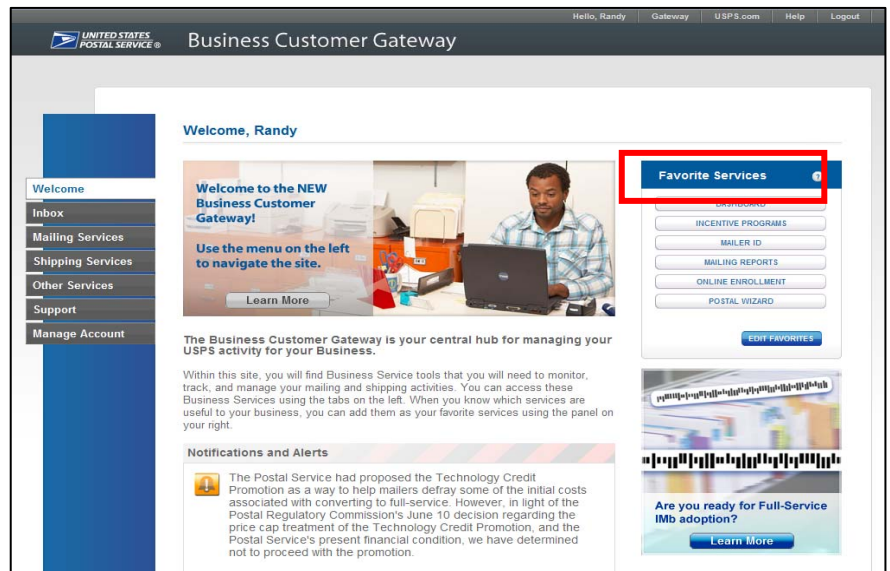 Hello, Randy Gateway USPS.com Help Logout
UNITED STATES
POSTAL SERVICE ®
Business Customer Gateway
Welcome, Randy
Welcome
Inbox
Mailing Services
Shipping Services
Other Services
Support
Manage Account
Welcome to the NEW
Business Customer
Gateway!
Use the menu on the left
to navigate the site.
Learn More
The Business Customer Gateway is your central hub for managing your
USPS activity for your Business.
Within this site, you will find Business Service tools that you will need to monitor,
track, and manage your mailing and shipping activities. You can access these
Business Services using the tabs on the left. When you know which services are
useful to your business, you can add them as your favorite services using the panel on
your right.
Notifications and Alerts
The Postal Service had proposed the Technology Credit
Promotion as a way to help mailers defray some of the initial costs
associated with converting to full-service. However, in light of the
Postal Regulatory Commission's June 10 decision regarding the
price cap treatment of the Technology Credit Promotion, and the
Postal Service's present financial condition, we have determined
not to proceed with the promotion.
Favorite Services ?
DASHBOARD
INCENTIVE PROGRAMS
MAILER ID
MAILING REPORTS
ONLINE ENROLLMENT
POSTAL WIZARD
EDIT FAVORITES
Are you ready for Full-Service
IMb adoption?
Learn More